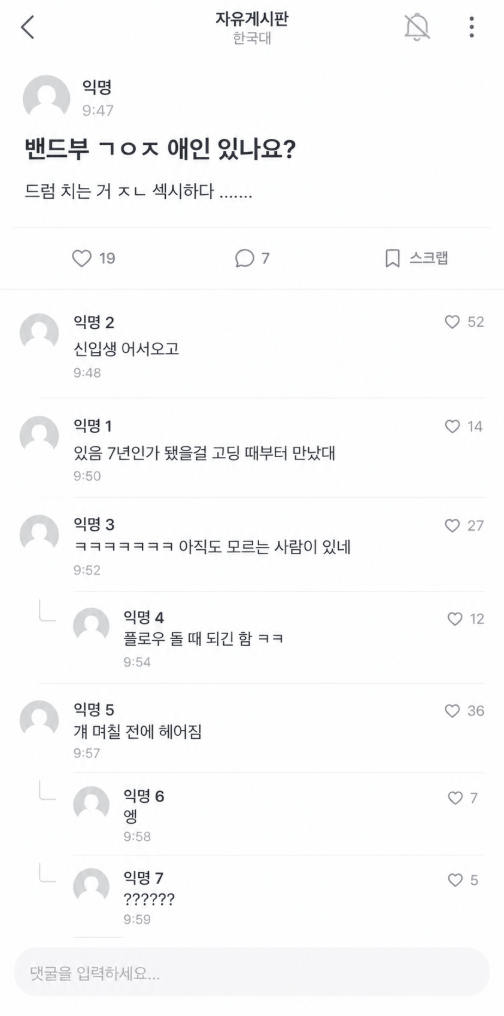 자유게시판
한국대
익명
9:47
밴드부 ㄱㅇㅈ 애인 있나요?
드럼 치는 거 ㅈㄴ 섹시하다 .......
19
7
스크랩
익명 2
52
신입생 어서오고
9:48
익명 1
14
있음 7년인가 됐을걸 고딩 때부터 만났대
9:50
익명 3
27
ㅋㅋㅋㅋㅋㅋㅋ 아직도 모르는 사람이 있네
9:52
익명 4
12
플로우 돌 때 되긴 함 ㅋㅋ
9:54
익명 5
36
걔 며칠 전에 헤어짐
9:57
익명 6
7
엥
9:58
익명 7
5
??????
9:59
댓글을 입력하세요...